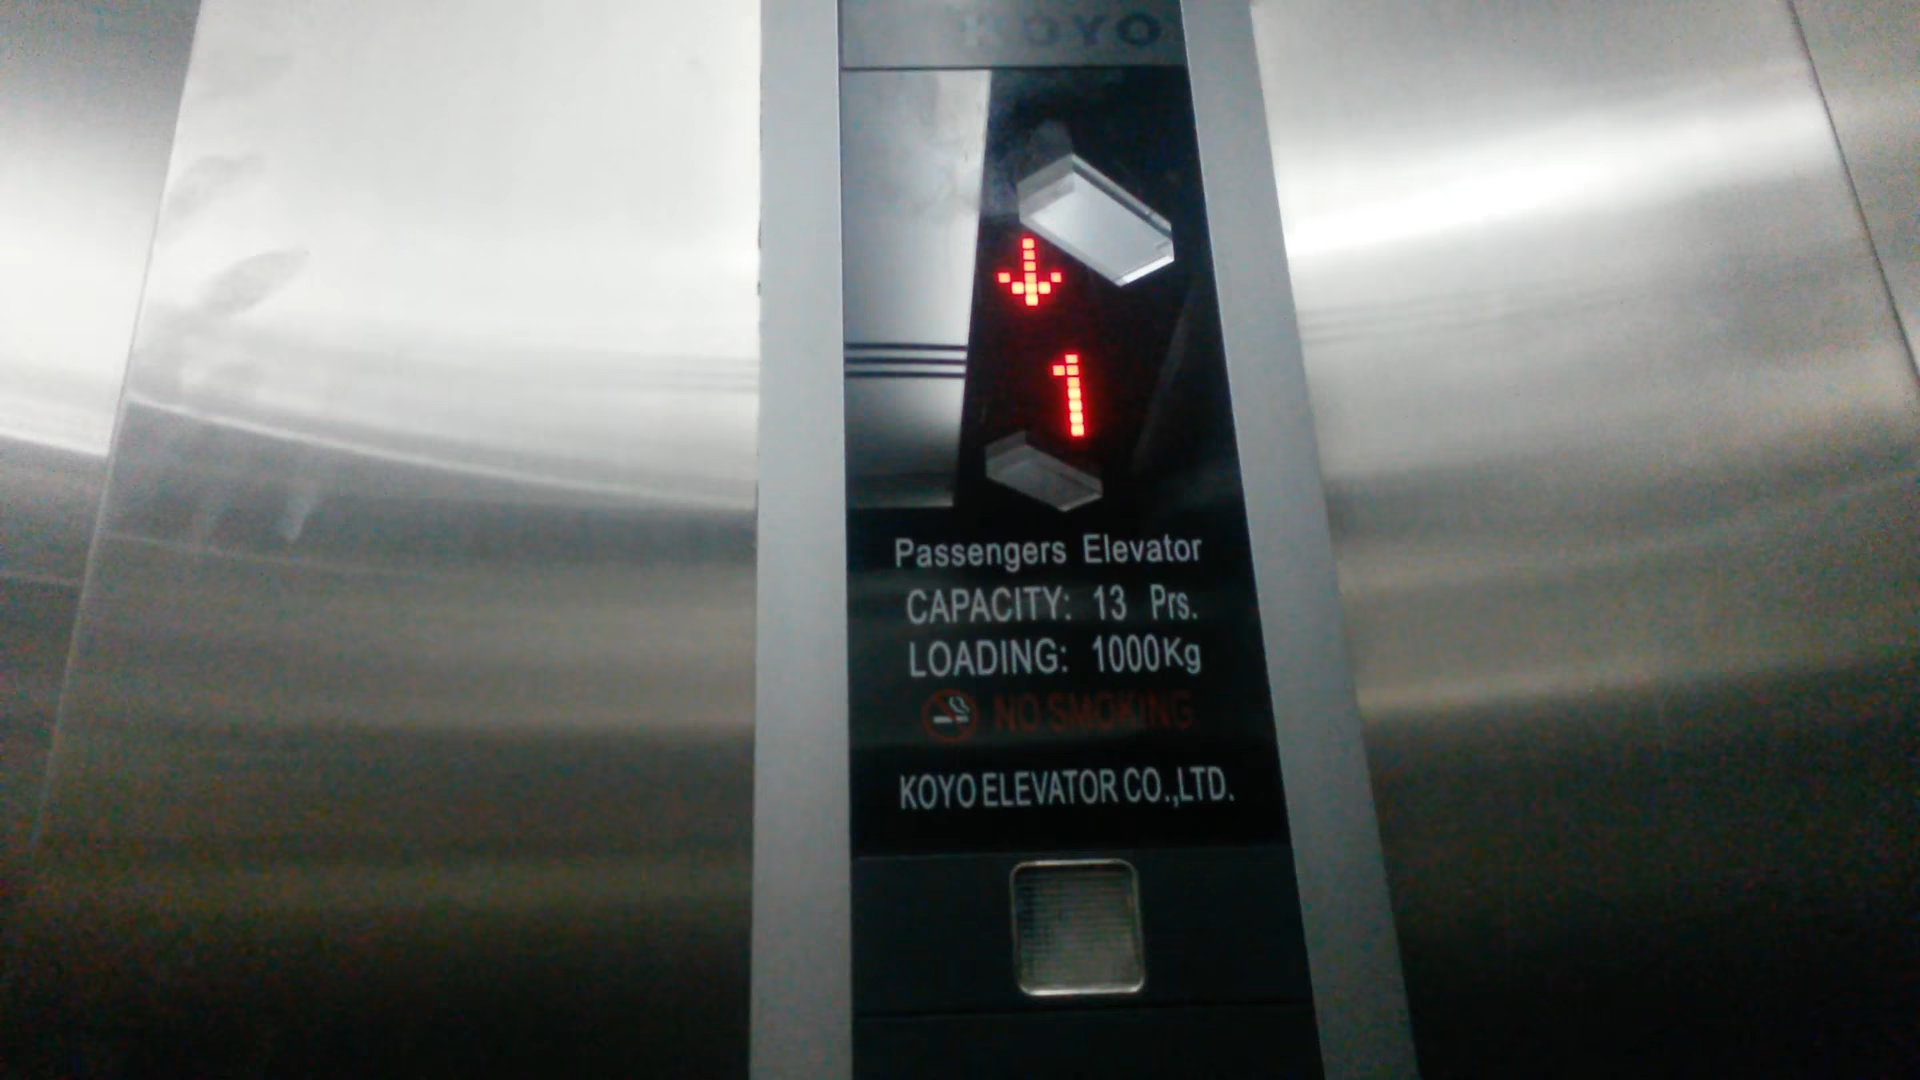 KOYO
1
Passengers Elevator
CAPACITY: 13 Prs.
LOADING: 1000Kg
NO SMOKING
KOYO ELEVATOR CO.,LTD.